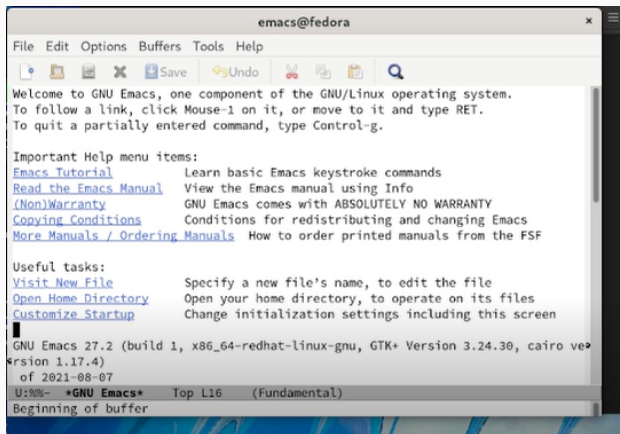 emacs@fedora
×
File Edit Options Buffers Tools Help
Save Undo
Welcome to GNU Emacs, one component of the GNU/Linux operating system.
To follow a link, click Mouse-1 on it, or move to it and type RET.
To quit a partially entered command, type Control-g.
Important Help menu items:
Emacs Tutorial Learn basic Emacs keystroke commands
Read the Emacs Manual View the Emacs manual using Info
(Non)Warranty GNU Emacs comes with ABSOLUTELY NO WARRANTY
Copying Conditions Conditions for redistributing and changing Emacs
More Manuals / Ordering Manuals How to order printed manuals from the FSF
Useful tasks:
Visit New File Specify a new file's name, to edit the file
Open Home Directory Open your home directory, to operate on its files
Customize Startup Change initialization settings including this screen
GNU Emacs 27.2 (build 1, x86_64-redhat-linux-gnu, GTK+ Version 3.24.30, cairo ve
rsion 1.17.4)
of 2021-08-07
U:%%- *GNU Emacs* Top L16 (Fundamental)
Beginning of buffer